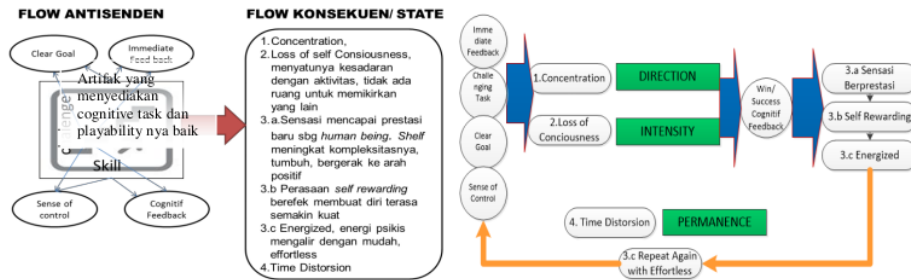 FLOW ANTISENDEN
Clear Goal
Immediate
Feed back
Artifak yang
menyediakan
cognitive task dan
playability nya baik
Skill
Sense of
control
Cognitif
Feedback
FLOW KONSEKUEN/ STATE
1.Concentration,
2.Loss of self Consiousness,
menyatunya kesadaran
dengan aktivitas, tidak ada
ruang untuk memikirkan
yang lain
3.a.Sensasi mencapai prestasi
baru sbg human being. Shelf
meningkat kompleksitasnya,
tumbuh, bergerak ke arah
positif
3.b Perasaan self rewarding
berefek membuat diri terasa
semakin kuat
3.c Energized, energi psikis
mengalir dengan mudah,
effortless
4.Time Distorsion
Imme
diate
Feedback
Challe
nging
Task
Clear
Goal
Sense of
Control
1.Concentration
2.Loss of
Conciousness
DIRECTION
INTENSITY
Win/
Success
Cognitif
Feedback
3.a Sensasi
Berprestasi
3.b Self Rewarding
3.c Energized
4. Time Distorsion
PERMANENCE
3.c Repeat Again
with Effortless